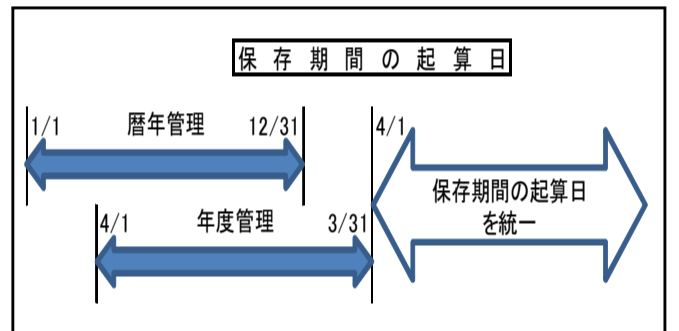 保存期間の起算日
1/1 暦年管理 12/31
4/1
保存期間の起算日
を統一
4/1 年度管理 3/31